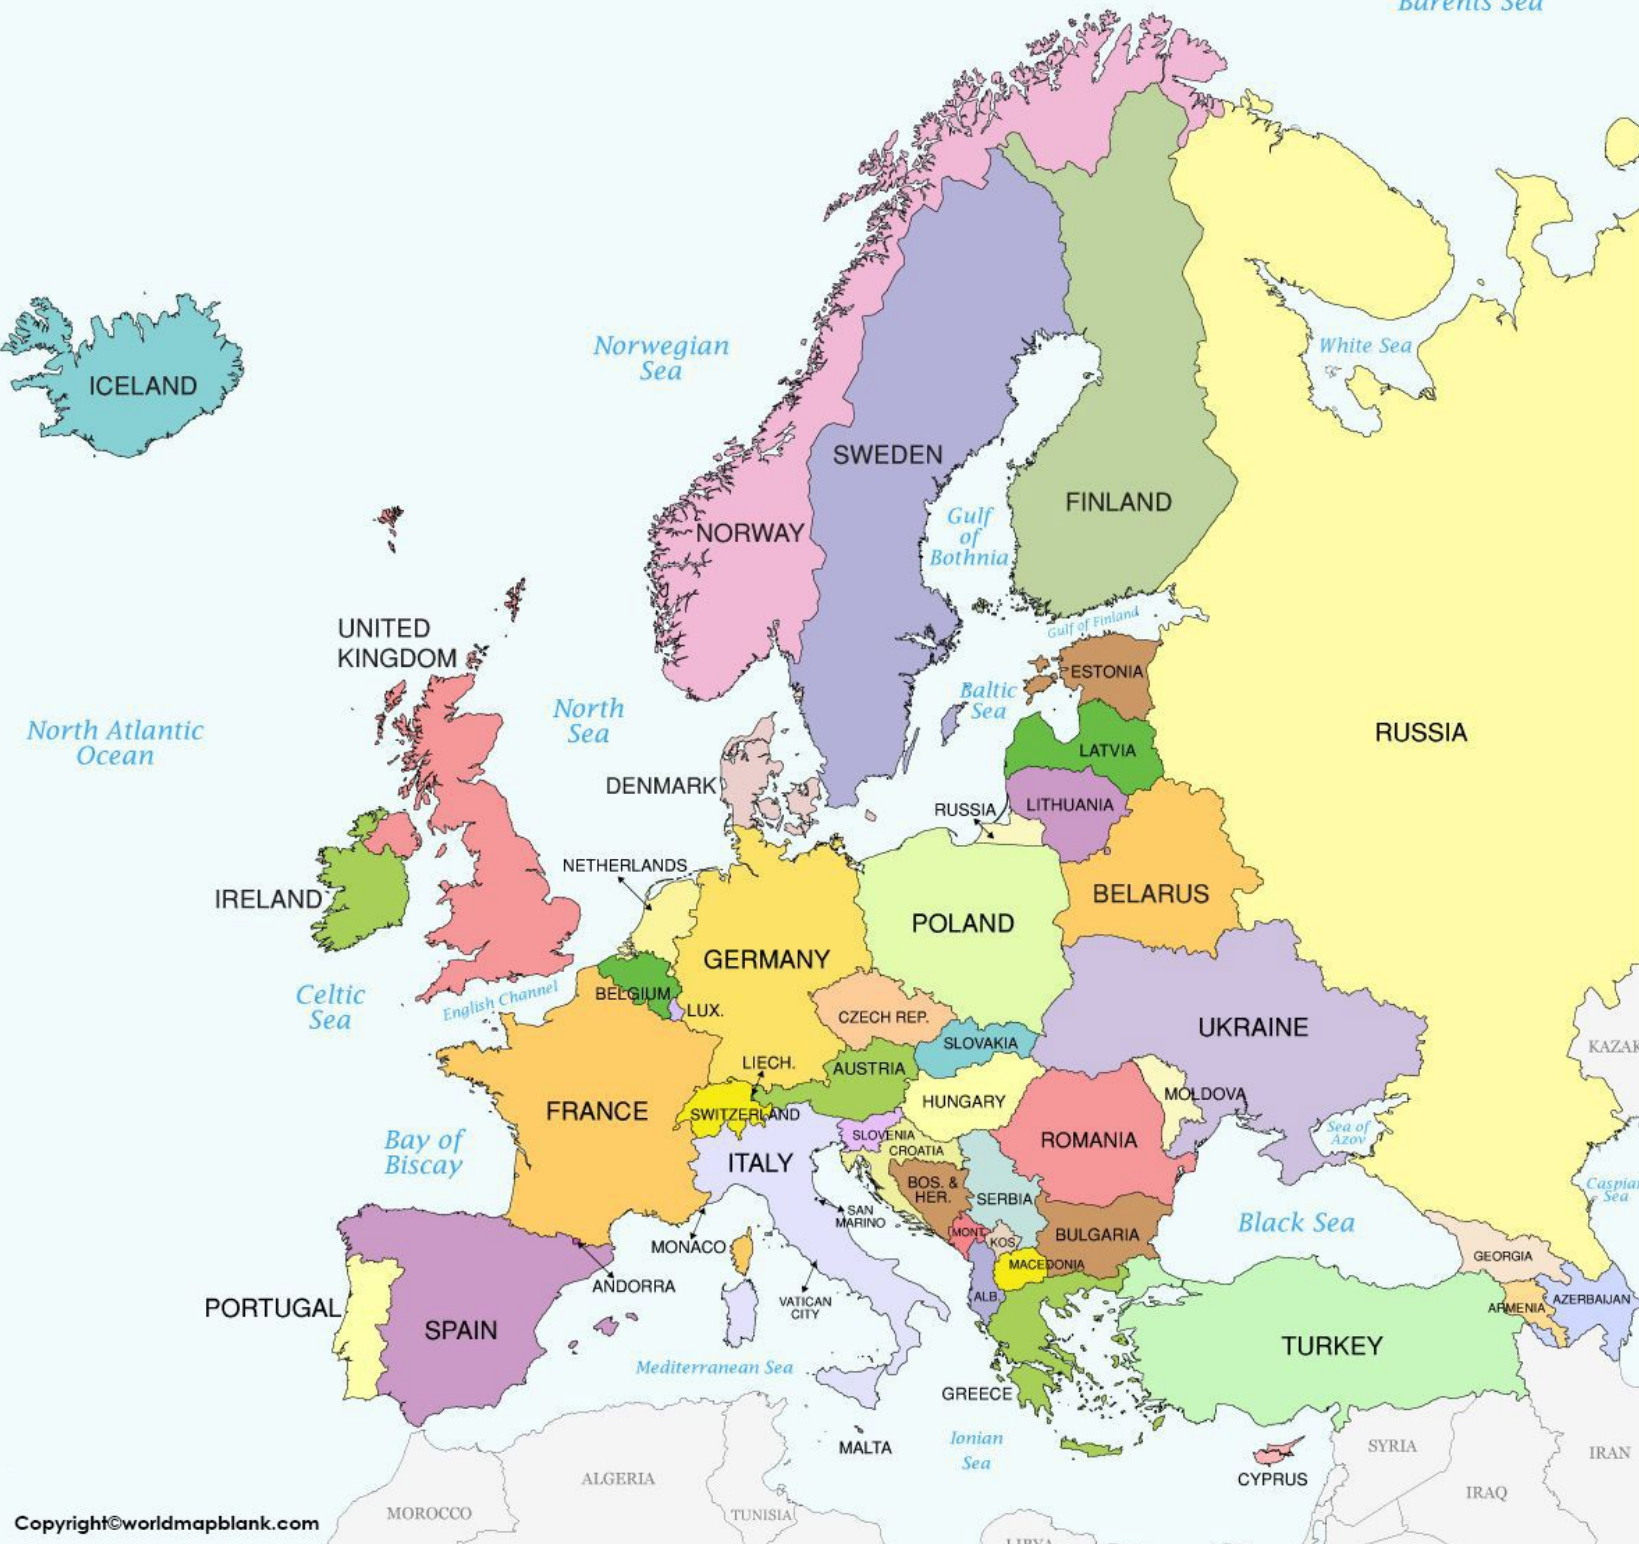 Barents Sea
ICELAND
Norwegian
Sea
White Sea
SWEDEN
FINLAND
NORWAY
Gulf
of
Bothnia
UNITED
KINGDOM
Gulf of Finland
ESTONIA
Baltic
Sea
North
Sea
North Atlantic
Ocean
RUSSIA
LATVIA
DENMARK
LITHUANIA
RUSSIA
NETHERLANDS
IRELAND
BELARUS
POLAND
GERMANY
Celtic
Sea
English Channel
BELGIUM
LUX.
CZECH REP.
UKRAINE
SLOVAKIA
KAZAK
LIECH.
AUSTRIA
MOLDOVA
HUNGARY
FRANCE
SWITZERLAND
Sea of
Azov
SLOVENIA
ROMANIA
Bay of
Biscay
CROATIA
ITALY
BOS. &
HER.
SERBIA
Caspian
Sea
SAN
MARINO
Black Sea
MONT.
KOS.
BULGARIA
MONACO
GEORGIA
MACEDONIA
ANDORRA
ALB.
VATICAN
CITY
AZERBAIJAN
ARMENIA
PORTUGAL
SPAIN
TURKEY
Mediterranean Sea
GREECE
MALTA
Ionian
Sea
SYRIA
IRAN
CYPRUS
ALGERIA
IRAQ
MOROCCO
TUNISIA
LIBYA
Copyright©worldmapblank.com